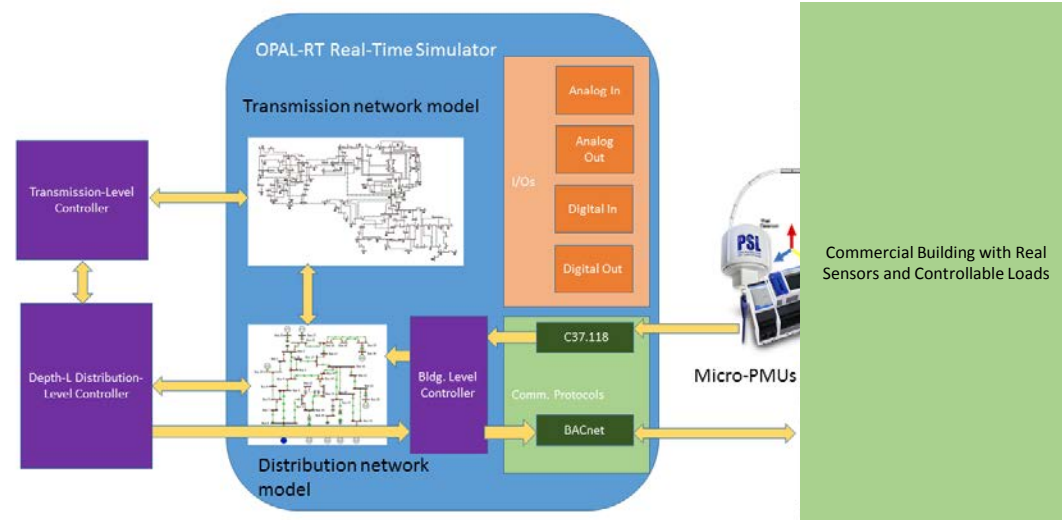 OPAL-RT Real-Time Simulator
Transmission network model
Analog In
Analog
Out
I/Os
Digital In
Digital Out
Transmission-Level
Controller
PSL
Commercial Building with Real
Sensors and Controllable Loads
Depth-L Distribution-
Level Controller
Bldg. Level
Controller
C37.118
Comm. Protocols
BACnet
Micro-PMUs
Distribution network
model